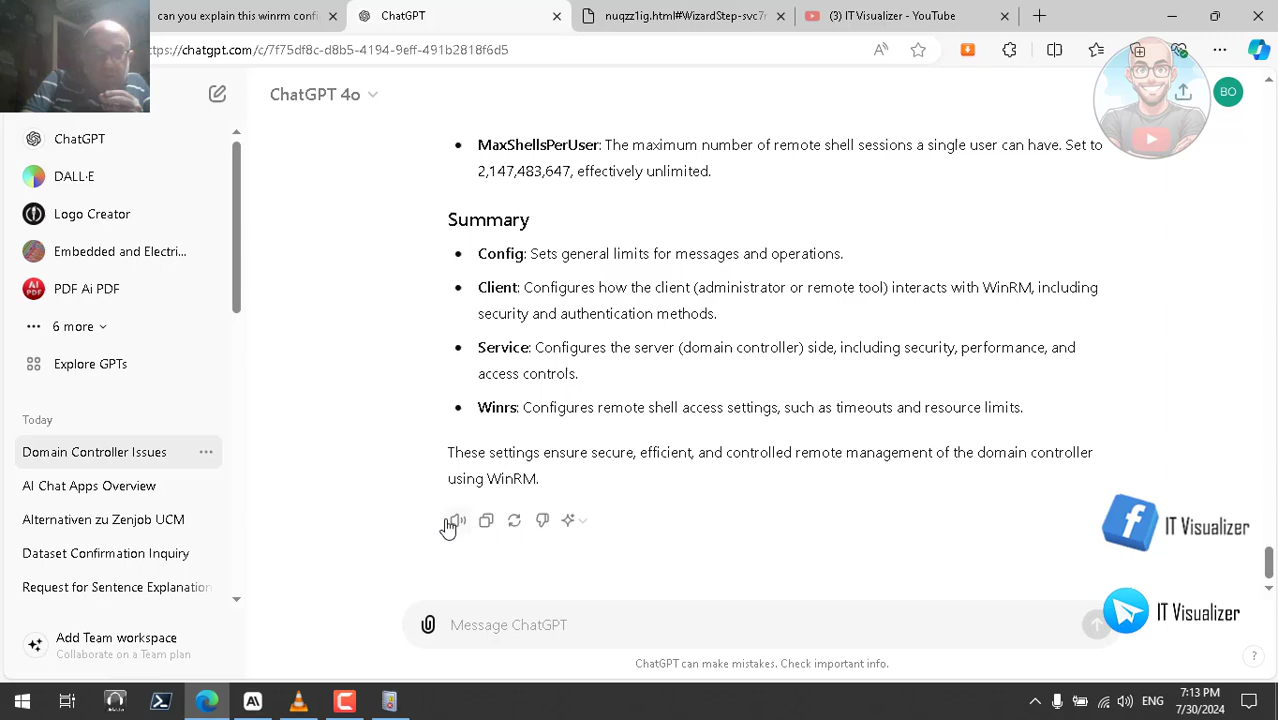 can you explain this winrm confi
ChatGPT
nuqzz1ig.html#WizardStep-svc7r
(3) IT Visualizer - YouTube
ttps://chatgpt.com/c/7f75df8c-d8b5-4194-9eff-491b2818f6d5
ChatGPT 4o
BO
ChatGPT
DALL·E
Logo Creator
Embedded and Electri...
PDF Ai PDF
6 more
Explore GPTs
Today
Domain Controller Issues
AI Chat Apps Overview
Alternativen zu Zenjob UCM
Dataset Confirmation Inquiry
Request for Sentence Explanation
Add Team workspace
Collaborate on a Team plan
• MaxShellsPerUser: The maximum number of remote shell sessions a single user can have. Set to
2,147,483,647, effectively unlimited.
Summary
• Config: Sets general limits for messages and operations.
• Client: Configures how the client (administrator or remote tool) interacts with WinRM, including
security and authentication methods.
• Service: Configures the server (domain controller) side, including security, performance, and
access controls.
• Winrs: Configures remote shell access settings, such as timeouts and resource limits.
These settings ensure secure, efficient, and controlled remote management of the domain controller
using WinRM.
IT Visualizer
IT Visualizer
Message ChatGPT
ChatGPT can make mistakes. Check important info.
?
ENG
7:13 PM
7/30/2024